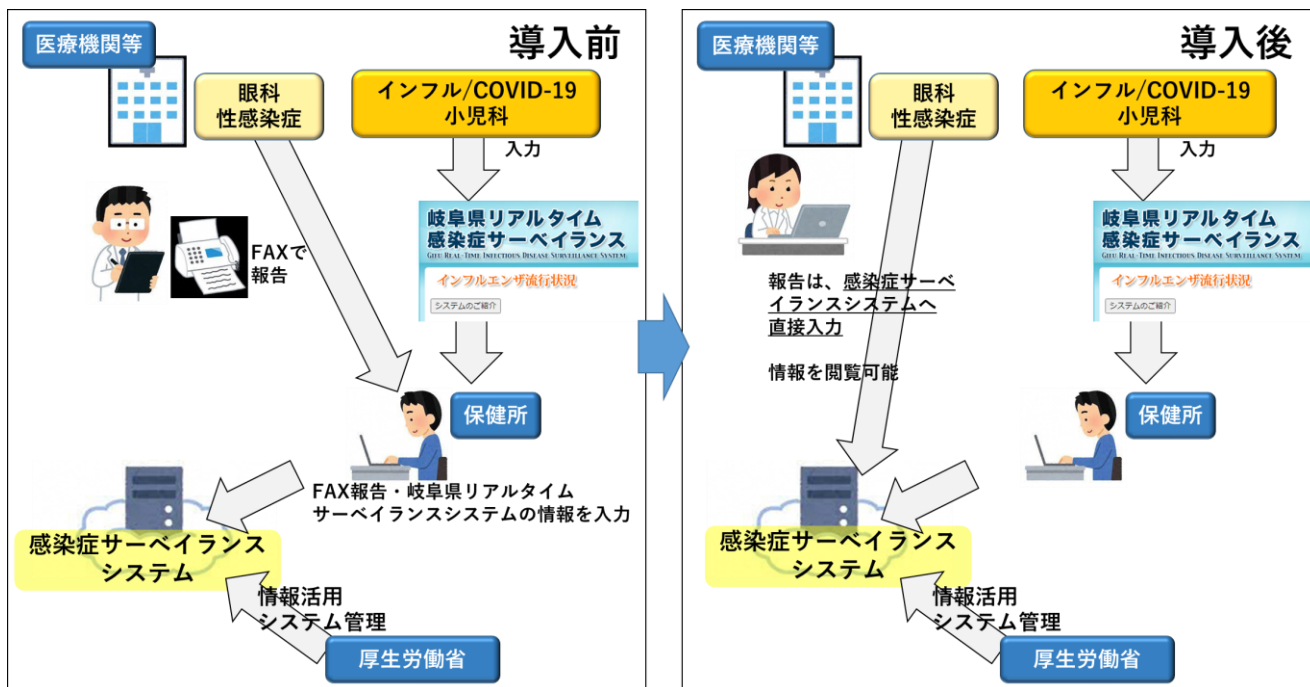 医療機関等
導入前
眼科
性感染症
インフル/COVID-19
小児科
入力
岐阜県リアルタイム
感染症サーベイランス
GIFU REAL-TIME INFECTIOUS DISEASE SURVEILLANCE SYSTEM
インフルエンザ流行状況
システムのご紹介
FAXで
報告
保健所
FAX報告・岐阜県リアルタイム
サーベイランスシステムの情報を入力
感染症サーベイランス
システム
情報活用
システム管理
厚生労働省
医療機関等
導入後
眼科
性感染症
インフル/COVID-19
小児科
入力
岐阜県リアルタイム
感染症サーベイランス
GIFU REAL-TIME INFECTIOUS DISEASE SURVEILLANCE SYSTEM
インフルエンザ流行状況
システムのご紹介
報告は、感染症サーベ
イランスシステムへ
直接入力
情報を閲覧可能
保健所
感染症サーベイランス
システム
情報活用
システム管理
厚生労働省